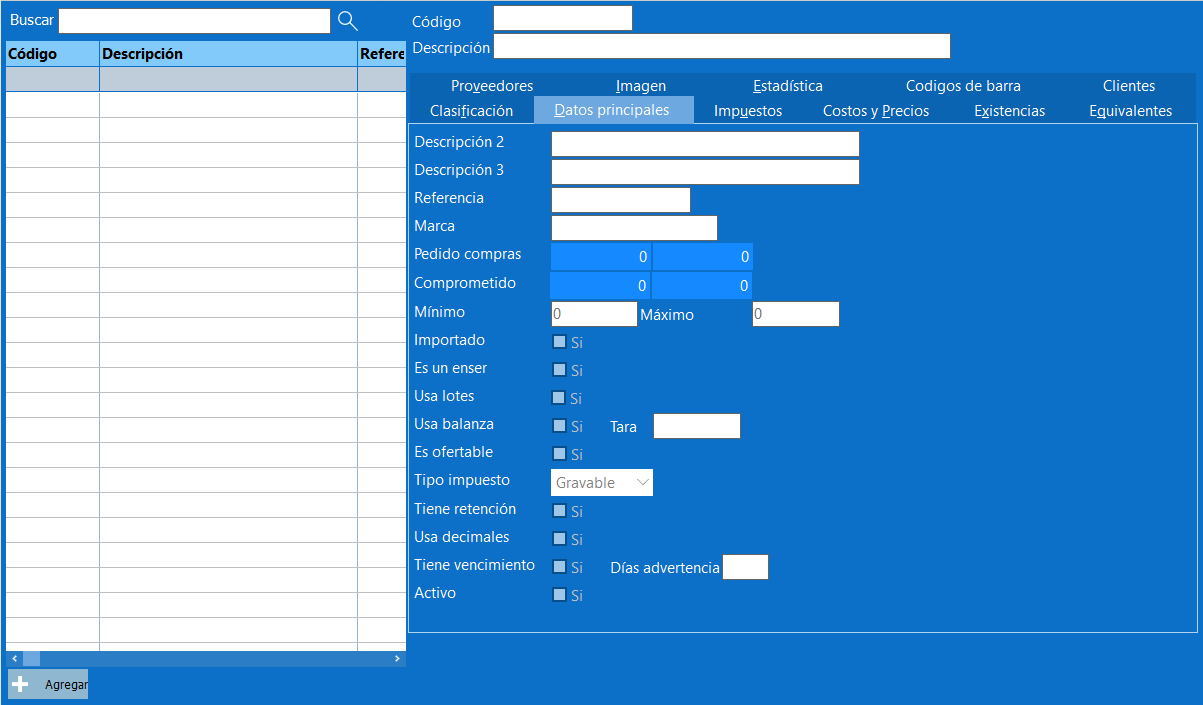 Buscar
Código Descripción Refere
Agregar
Código
Descripción
Proveedores Imagen Estadística Codigos de barra Clientes
Clasificación Datos principales Impuestos Costos y Precios Existencias Equivalentes
Descripción 2
Descripción 3
Referencia
Marca
Pedido compras 0 0
Comprometido 0 0
Mínimo 0 Máximo 0
Importado Si
Es un enser Si
Usa lotes Si
Usa balanza Si Tara
Es ofertable Si
Tipo impuesto Gravable
Tiene retención Si
Usa decimales Si
Tiene vencimiento Si Días advertencia
Activo Si